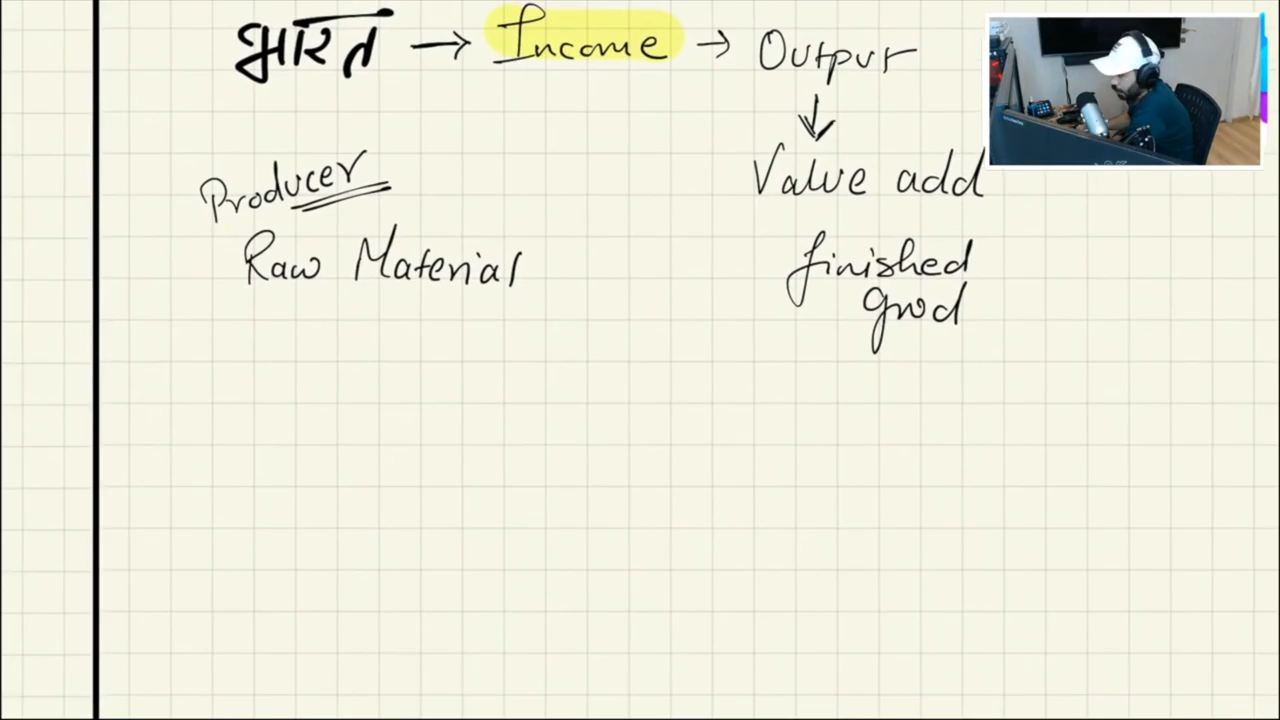 भारत → Income → Output
↓
Value add
Producer
Raw Material
finished
good